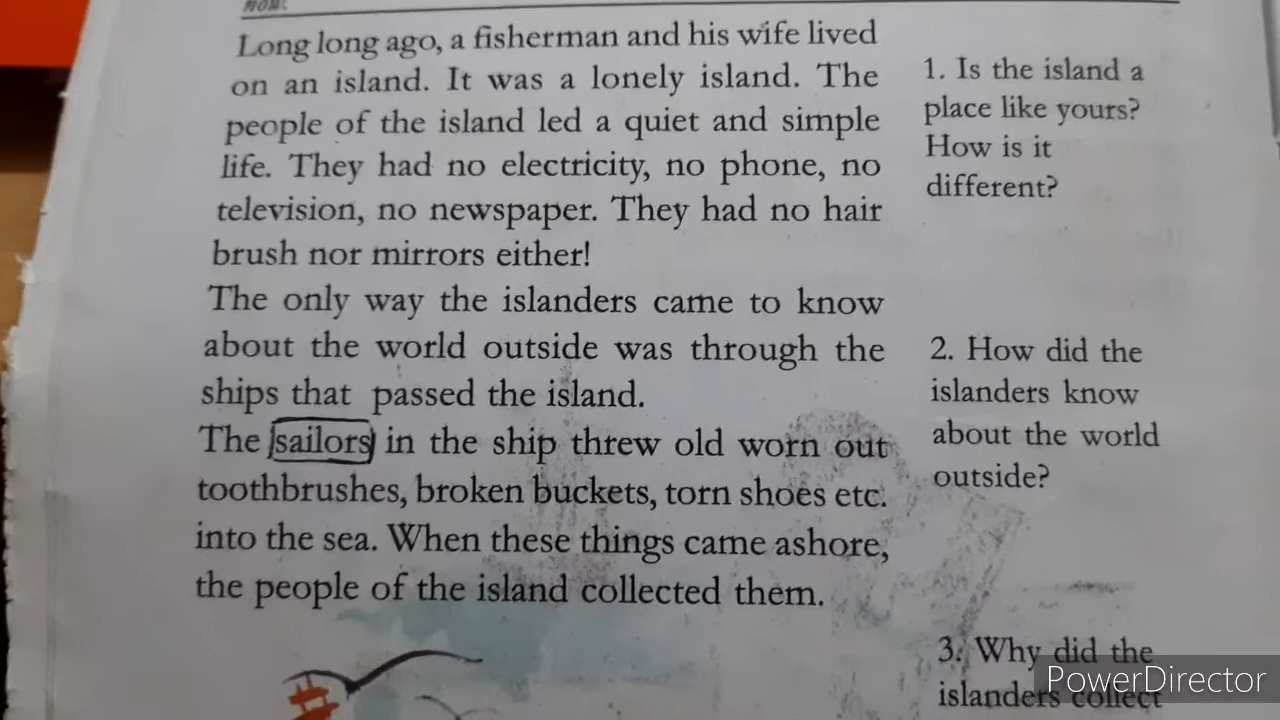 now.
Long long ago, a fisherman and his wife lived
on an island. It was a lonely island. The
people of the island led a quiet and simple
life. They had no electricity, no phone, no
television, no newspaper. They had no hair
brush nor mirrors either!
The only way the islanders came to know
about the world outside was through the
ships that passed the island.
The sailors in the ship threw old worn out
toothbrushes, broken buckets, torn shoes etc.
into the sea. When these things came ashore,
the people of the island collected them.
1. Is the island a
place like yours?
How is it
different?
2. How did the
islanders know
about the world
outside?
3. Why did the
islanders collect
PowerDirector